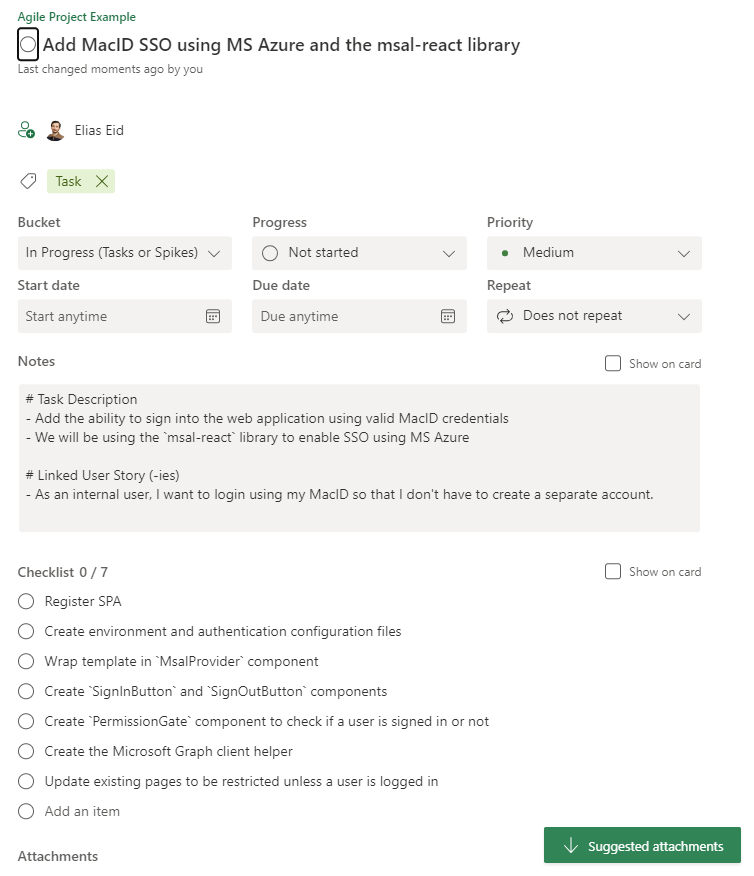 Agile Project Example
Add MacID SSO using MS Azure and the msal-react library
Last changed moments ago by you
Elias Eid
Task
Bucket Progress Priority
In Progress (Tasks or Spikes) Not started Medium
Start date Due date Repeat
Start anytime Due anytime Does not repeat
Notes Show on card
# Task Description
- Add the ability to sign into the web application using valid MacID credentials
- We will be using the `msal-react` library to enable SSO using MS Azure
# Linked User Story (-ies)
- As an internal user, I want to login using my MacID so that I don't have to create a separate account.
Checklist 0 / 7 Show on card
Register SPA
Create environment and authentication configuration files
Wrap template in `MsalProvider` component
Create `SignInButton` and `SignOutButton` components
Create `PermissionGate` component to check if a user is signed in or not
Create the Microsoft Graph client helper
Update existing pages to be restricted unless a user is logged in
Add an item
Suggested attachments
Attachments